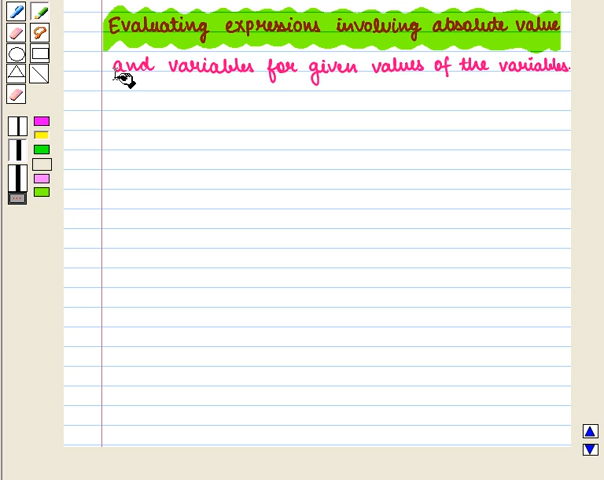 Evaluating expressions involving absolute value
and variables for given values of the variables.